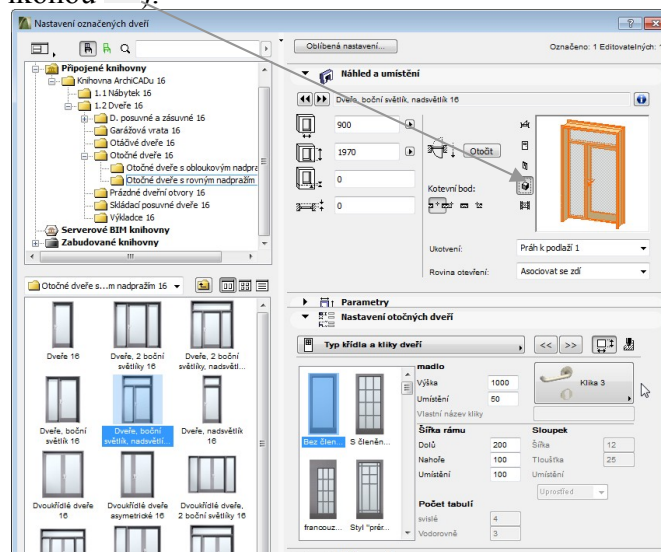 ikonou
Nastavení označených dveří
Připojené knihovny
Knihovna ArchiCADu 16
1.1 Nábytek 16
1.2 Dveře 16
D. posuvné a zásuvné 16
Garážová vrata 16
Otáčivé dveře 16
Otočné dveře 16
Otočné dveře s obloukovým nadpra
Otočné dveře s rovným nadpražím
Prázdné dveřní otvory 16
Skládací posuvné dveře 16
Výkladce 16
Serverové BIM knihovny
Zabudované knihovny
Otočné dveře s...m nadpražím 16
Dveře 16
Dveře, 2 boční světlíky 16
Dveře, 2 boční světlíky, nadsvětl...
Dveře, boční světlík 16
Dveře, boční světlík, nadsvětlí...
Dveře, nadsvětlík 16
Dvoukřídlé dveře 16
Dvoukřídlé dveře asymetrické 16
Dvoukřídlé dveře, 2 boční světlíky 16
Oblíbená nastavení...
Označeno: 1 Editovatelných: 1
Náhled a umístění
Dveře, boční světlík, nadsvětlík 16
900
1970
0
0
Otočit
Kotevní bod:
Ukotvení:
Práh k podlaží 1
Rovina otevření:
Asociovat se zdí
Parametry
Nastavení otočných dveří
Typ křídla a kliky dveří
<< >>
Bez člen...
S členěn...
francouz...
Styl "prér...
madlo
Výška 1000
Umístění 50
Vlastní název kliky
Klika 3
Šířka rámu
Dolů 200
Nahoře 100
Umístění 100
Sloupek
Šířka 12
Tloušťka 25
Umístění
Uprostřed
Počet tabulí
svislé 4
Vodorovně 3